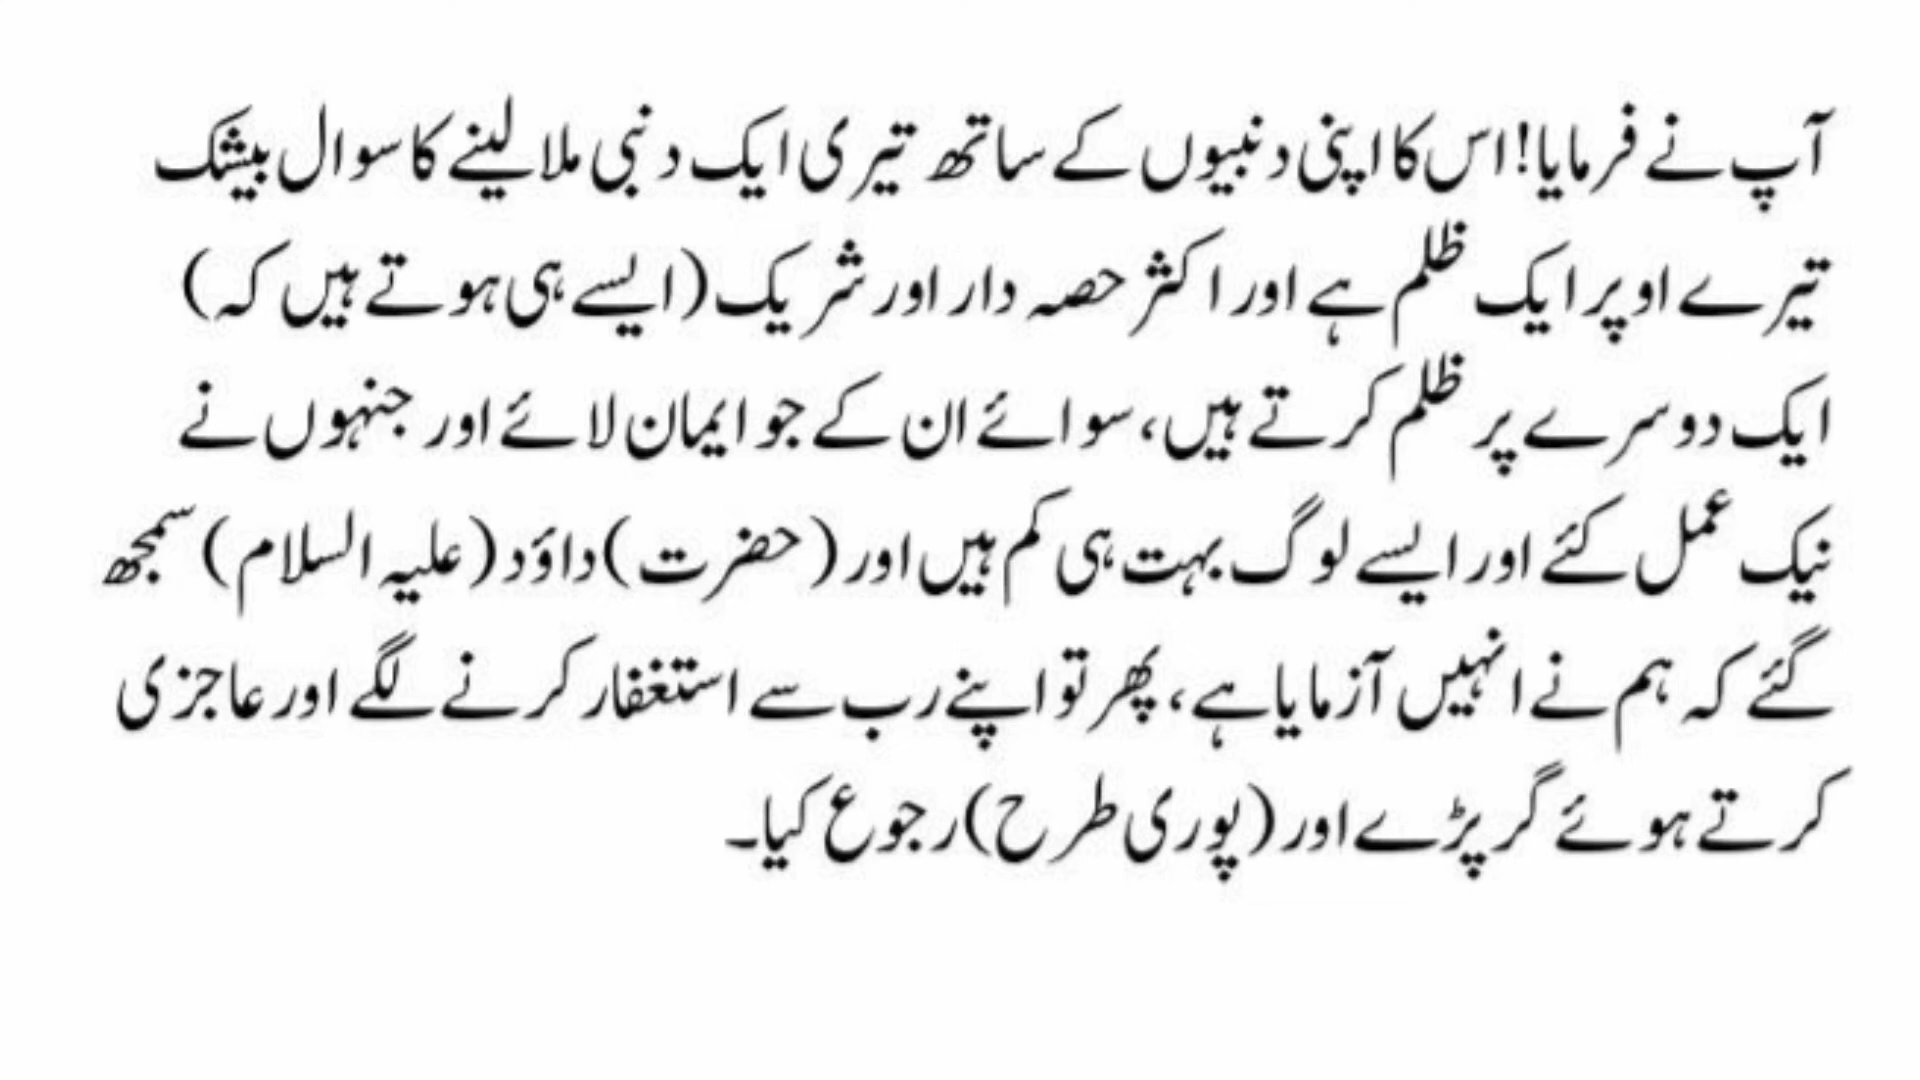 آپ نے فرمایا! اس کا اپنی دنبیوں کے ساتھ تیری ایک دنبی ملا لینے کا سوال بیشک
تیرے اوپر ایک ظلم ہے اور اکثر حصہ دار اور شریک (ایسے ہی ہوتے ہیں کہ)
ایک دوسرے پر ظلم کرتے ہیں، سوائے ان کے جو ایمان لائے اور جنہوں نے
نیک عمل کئے اور ایسے لوگ بہت ہی کم ہیں اور (حضرت) داؤد (علیہ السلام) سمجھ
گئے کہ ہم نے انہیں آزمایا ہے، پھر تو اپنے رب سے استغفار کرنے لگے اور عاجزی
کرتے ہوئے گر پڑے اور (پوری طرح) رجوع کیا۔